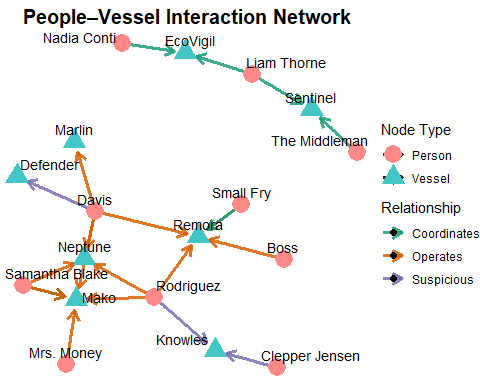 People–Vessel Interaction Network
Nadia Conti
EcoVigil
Liam Thorne
Sentinel
The Middleman
Marlin
Defender
Davis
Small Fry
Remora
Neptune
Boss
Samantha Blake
Mako
Rodriguez
Knowles
Mrs. Money
Clepper Jensen
Node Type
Person
Vessel
Relationship
Coordinates
Operates
Suspicious